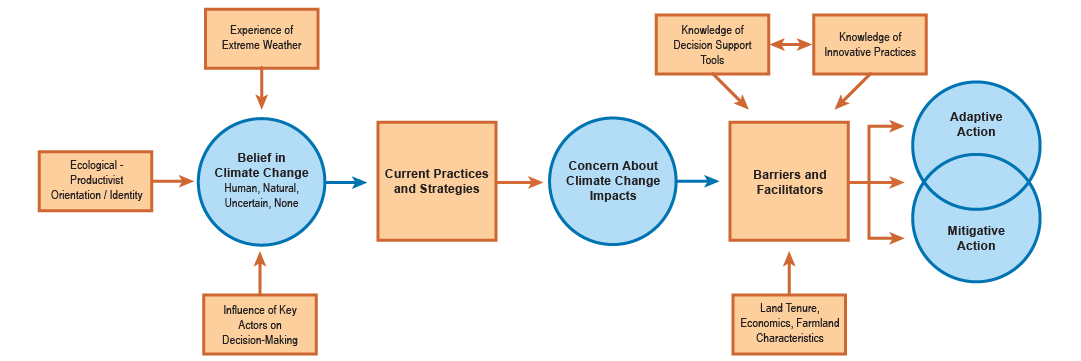 Experience of
Extreme Weather
Knowledge of
Decision Support
Tools
Knowledge of
Innovative Practices
Ecological -
Productivist
Orientation / Identity
Belief in
Climate Change
Human, Natural,
Uncertain, None
Current Practices
and Strategies
Concern About
Climate Change
Impacts
Barriers and
Facilitators
Adaptive
Action
Mitigative
Action
Influence of Key
Actors on
Decision-Making
Land Tenure,
Economics, Farmland
Characteristics